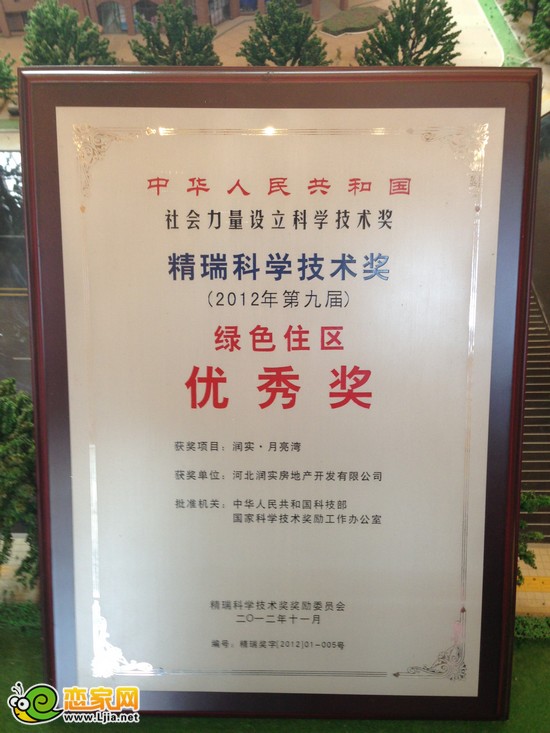 中华人民共和国
社会力量设立科学技术奖
精瑞科学技术奖
(2012年第九届)
绿色住区
优秀奖
获奖项目：润实·月亮湾
获奖单位：河北润实房地产开发有限公司
批准机关：中华人民共和国科技部
国家科学技术奖励工作办公室
精瑞科学技术奖奖励委员会
二〇一二年十一月
编号：精瑞奖字[2012]01-005号
恋家网
www.Ljia.net